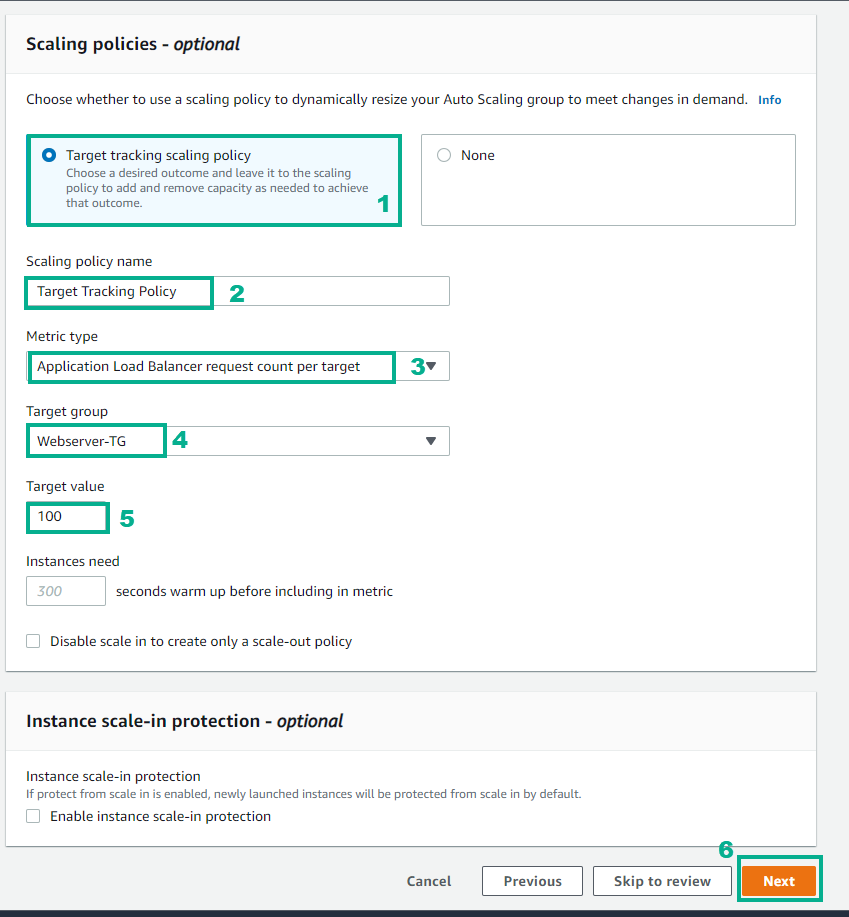 Scaling policies - optional
Choose whether to use a scaling policy to dynamically resize your Auto Scaling group to meet changes in demand. Info
Target tracking scaling policy
Choose a desired outcome and leave it to the scaling
policy to add and remove capacity as needed to achieve
that outcome.
1
None
Scaling policy name
Target Tracking Policy
2
Metric type
Application Load Balancer request count per target
3
Target group
Webserver-TG
4
Target value
100
5
Instances need
300 seconds warm up before including in metric
Disable scale in to create only a scale-out policy
Instance scale-in protection - optional
Instance scale-in protection
If protect from scale in is enabled, newly launched instances will be protected from scale in by default.
Enable instance scale-in protection
6
Cancel Previous Skip to review Next